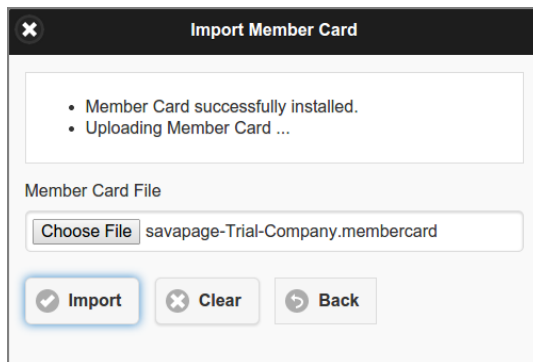 Import Member Card
Member Card successfully installed.
Uploading Member Card ...
Member Card File
Choose File savapage-Trial-Company.membercard
Import Clear Back